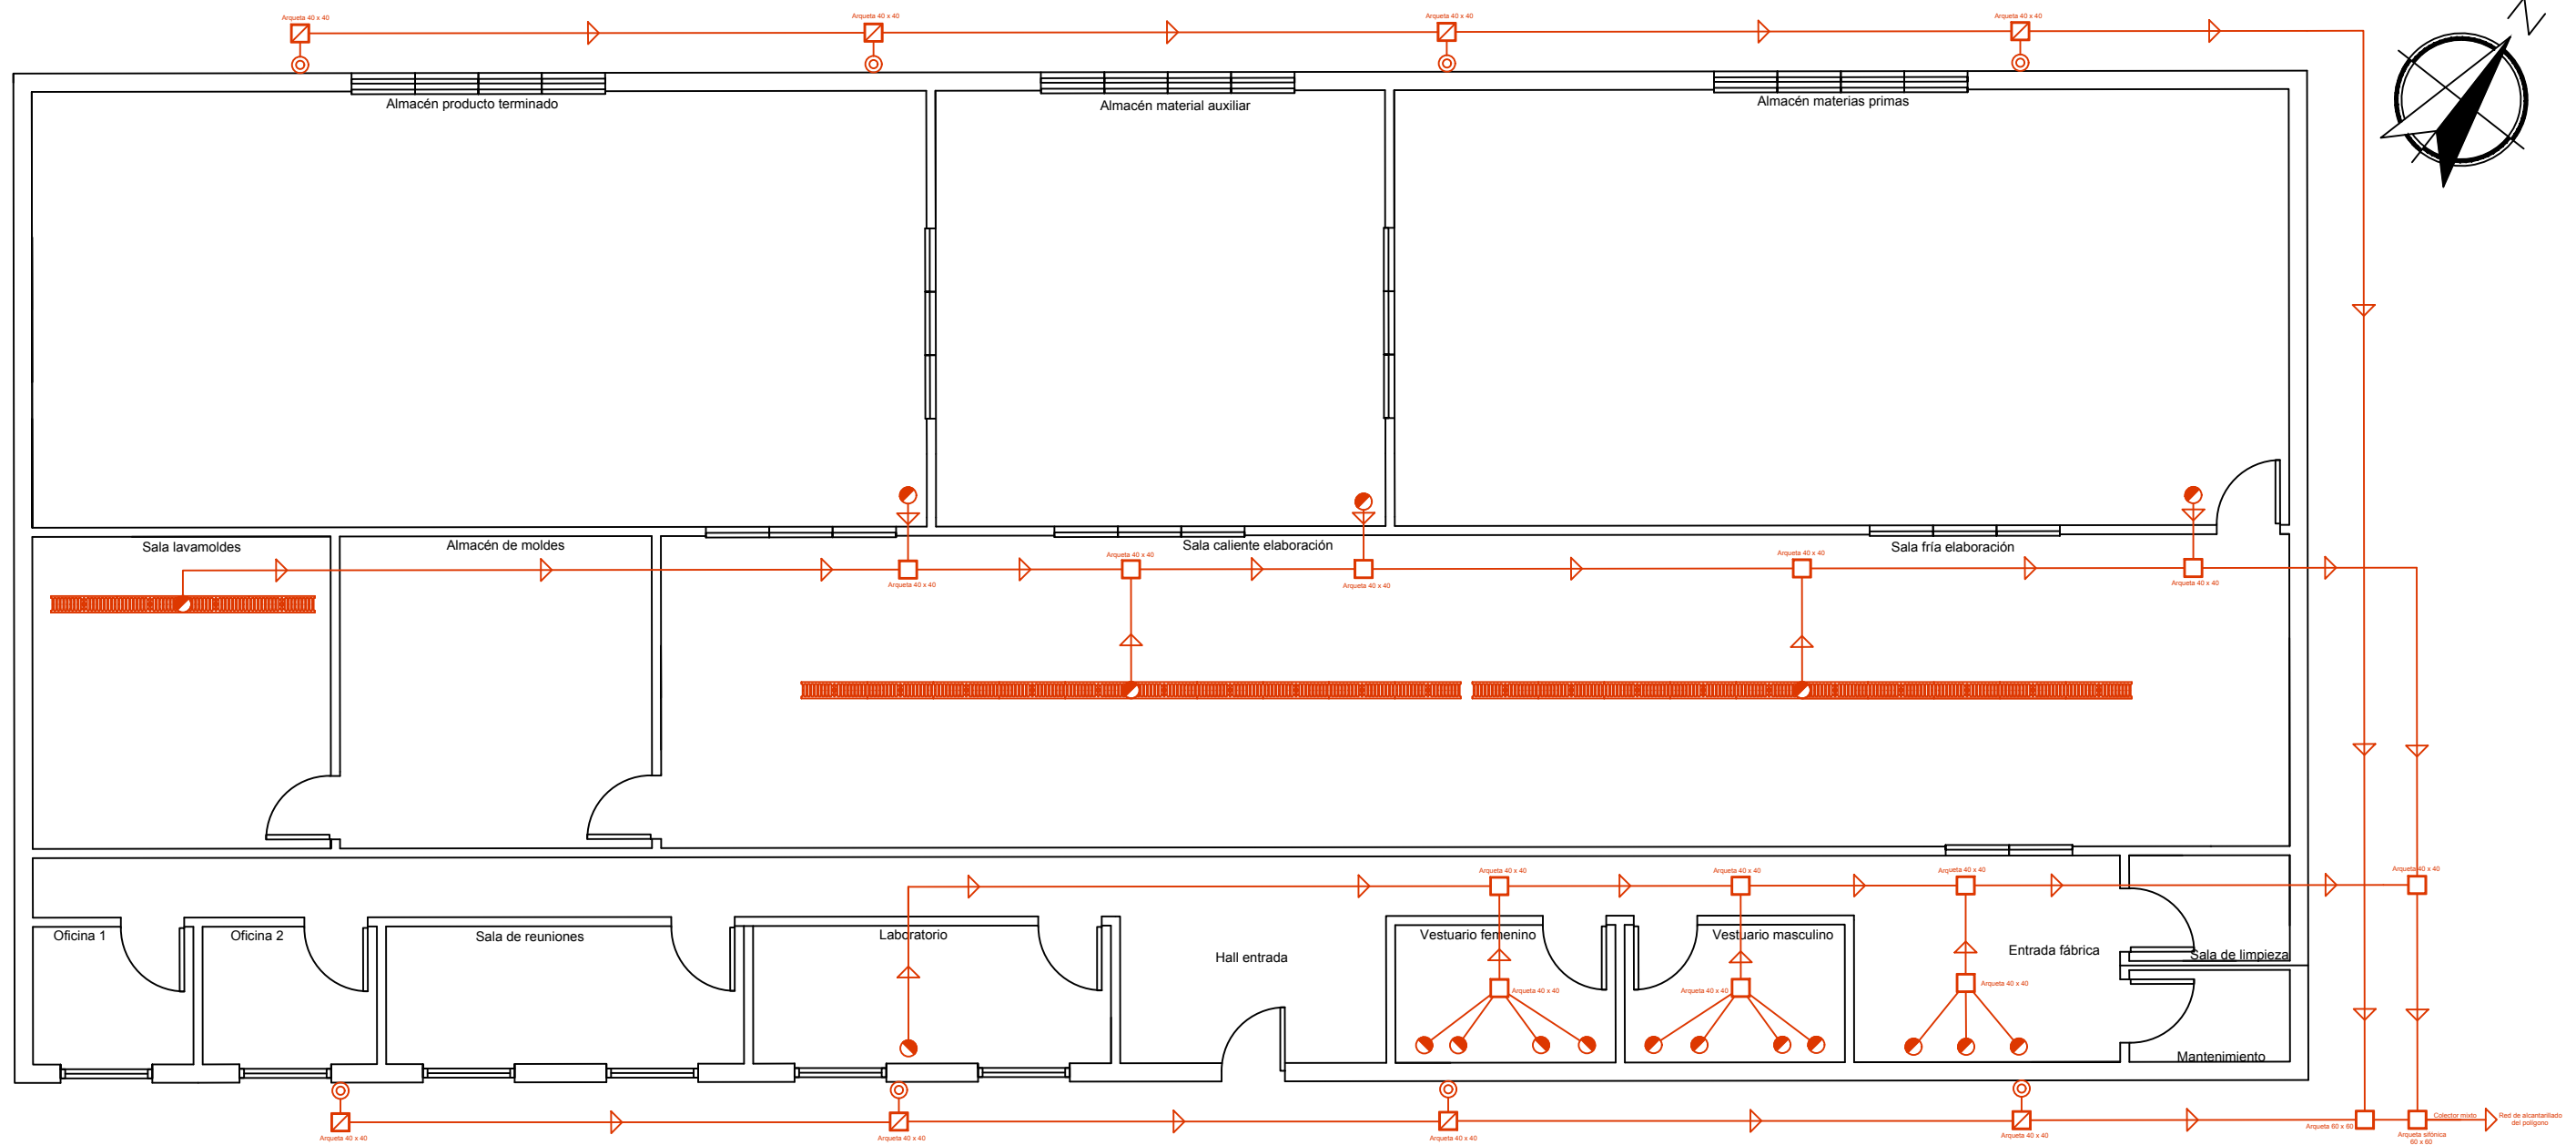 Arqueta 40 x 40
Arqueta 40 x 40
Arqueta 40 x 40
Arqueta 40 x 40
N
Almacén producto terminado
Almacén material auxiliar
Almacén materias primas
Sala lavamoldes
Almacén de moldes
Sala caliente elaboración
Sala fría elaboración
Arqueta 40 x 40
Arqueta 40 x 40
Arqueta 40 x 40
Arqueta 40 x 40
Arqueta 40 x 40
Arqueta 40 x 40
Arqueta 40 x 40
Arqueta 40 x 40
Arqueta 40 x 40
Oficina 1
Oficina 2
Sala de reuniones
Laboratorio
Hall entrada
Vestuario femenino
Vestuario masculino
Entrada fábrica
Sala de limpieza
Arqueta 40 x 40
Arqueta 40 x 40
Arqueta 40 x 40
Mantenimiento
Arqueta 40 x 40
Arqueta 40 x 40
Arqueta 40 x 40
Arqueta 40 x 40
Arqueta 60 x 60
Colector mixto
Red de alcantarillado
del polígono
Arqueta sifónica
60 x 60